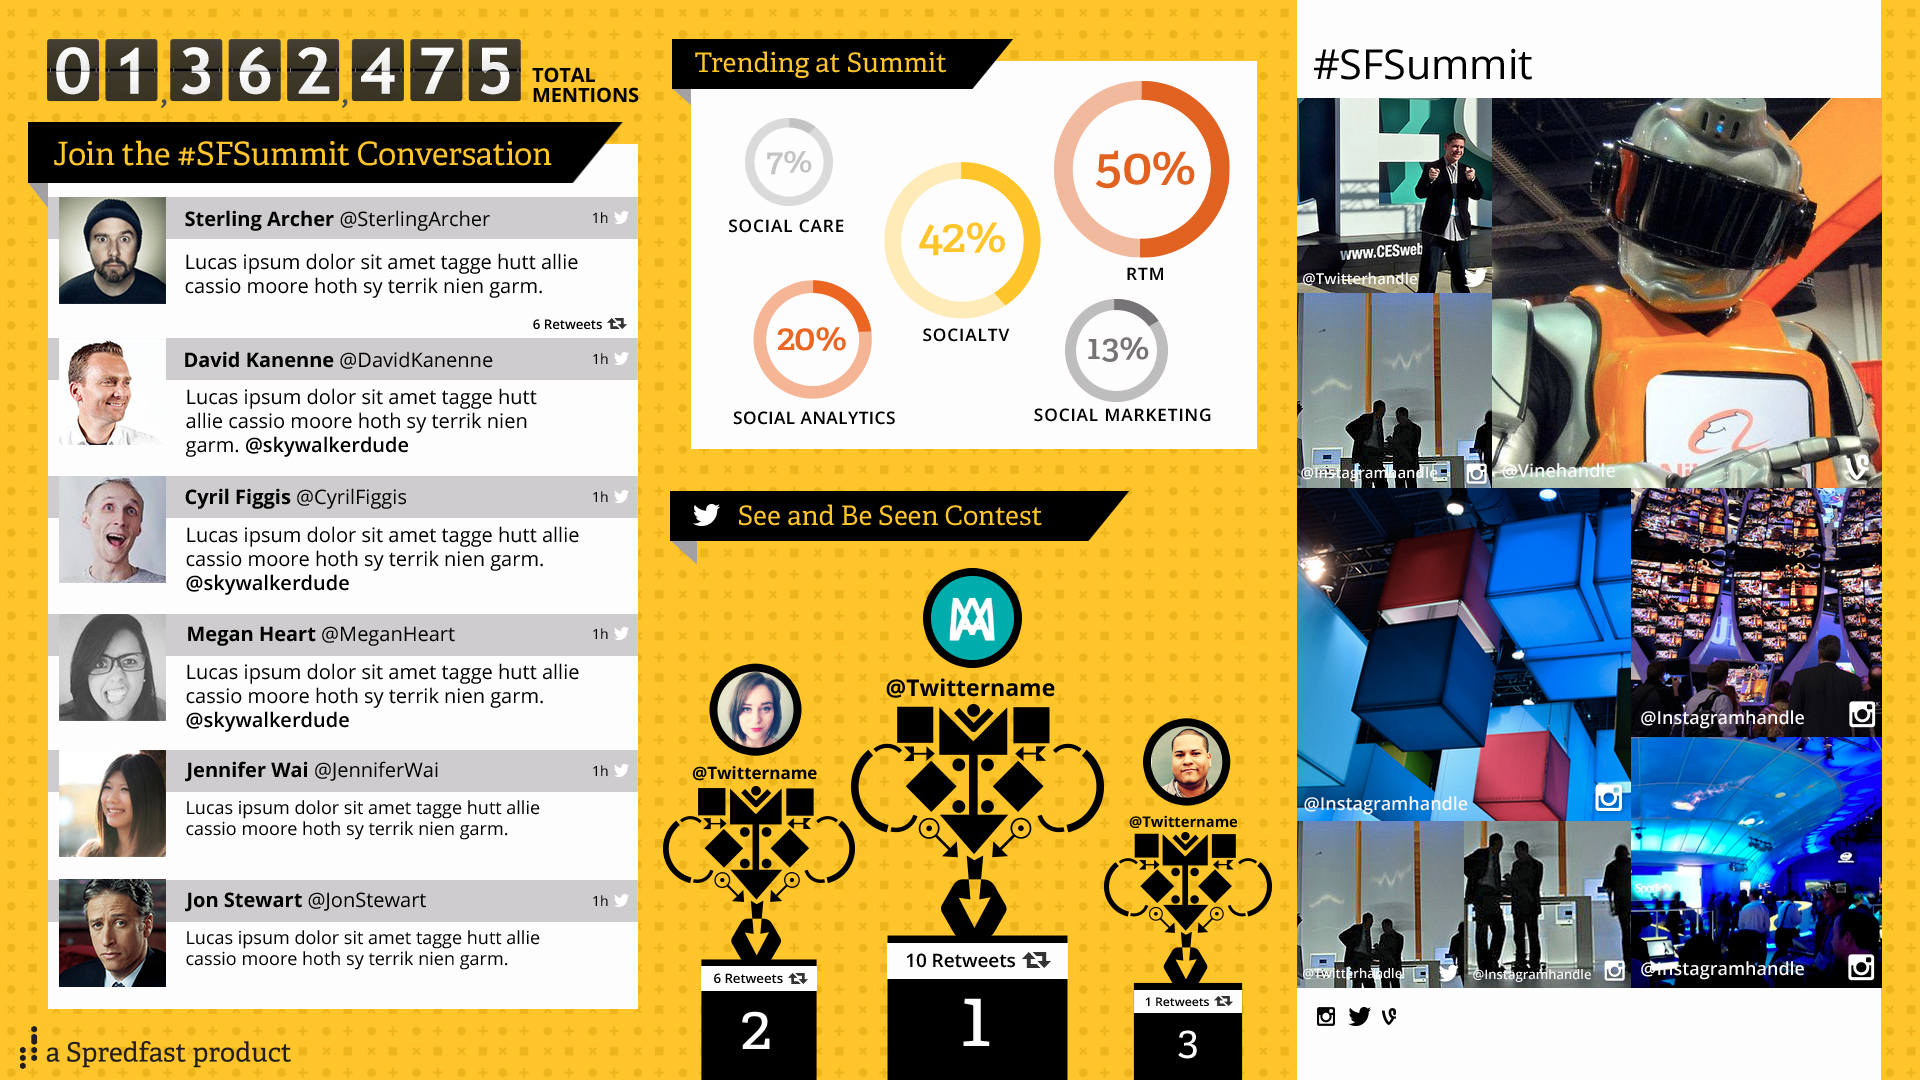 01,362,475
TOTAL
MENTIONS
Join the #SFSummit Conversation
Sterling Archer @SterlingArcher 1h
Lucas ipsum dolor sit amet tagge hutt allie
cassio moore hoth sy terrik nien garm.
6 Retweets
David Kanenne @DavidKanenne 1h
Lucas ipsum dolor sit amet tagge hutt
allie cassio moore hoth sy terrik nien
garm. @skywalkerdude
Cyril Figgis @CyrilFiggis 1h
Lucas ipsum dolor sit amet tagge hutt allie
cassio moore hoth sy terrik nien garm.
@skywalkerdude
Megan Heart @MeganHeart 1h
Lucas ipsum dolor sit amet tagge hutt allie
cassio moore hoth sy terrik nien garm.
@skywalkerdude
Jennifer Wai @JenniferWai 1h
Lucas ipsum dolor sit amet tagge hutt allie
cassio moore hoth sy terrik nien garm.
Jon Stewart @JonStewart 1h
Lucas ipsum dolor sit amet tagge hutt allie
cassio moore hoth sy terrik nien garm.
a Spredfast product
Trending at Summit
7%
SOCIAL CARE
42%
SOCIALTV
50%
RTM
20%
SOCIAL ANALYTICS
13%
SOCIAL MARKETING
See and Be Seen Contest
@Twittername
10 Retweets
1
@Twittername
6 Retweets
2
@Twittername
1 Retweets
3
#SFSummit
www.CESweb
@Twitterhandle
@Instagramhandle
@Vinehandle
@Instagramhandle
@Instagramhandle
@Twitterhandle
@Instagramhandle
Spotlight
@Instagramhandle